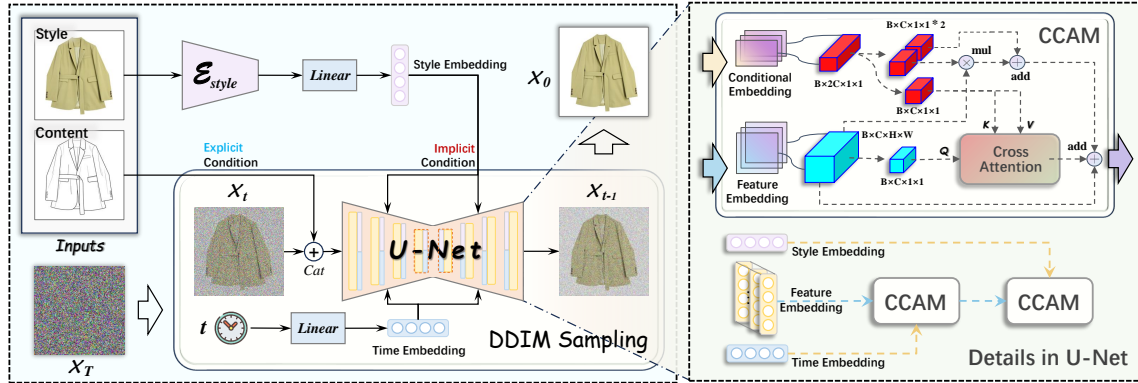 Style
Content
Inputs
X_T
ℰ_style
Linear
Style Embedding
X_0
Explicit
Condition
Implicit
Condition
X_t
Cat
U-Net
X_{t-1}
t
Linear
Time Embedding
DDIM Sampling
CCAM
Conditional
Embedding
B×2C×1×1
B×C×1×1*2
mul
add
B×C×1×1
K
V
Feature
Embedding
B×C×H×W
B×C×1×1
Q
Cross
Attention
add
Style Embedding
Feature
Embedding
CCAM
CCAM
Time Embedding
Details in U-Net